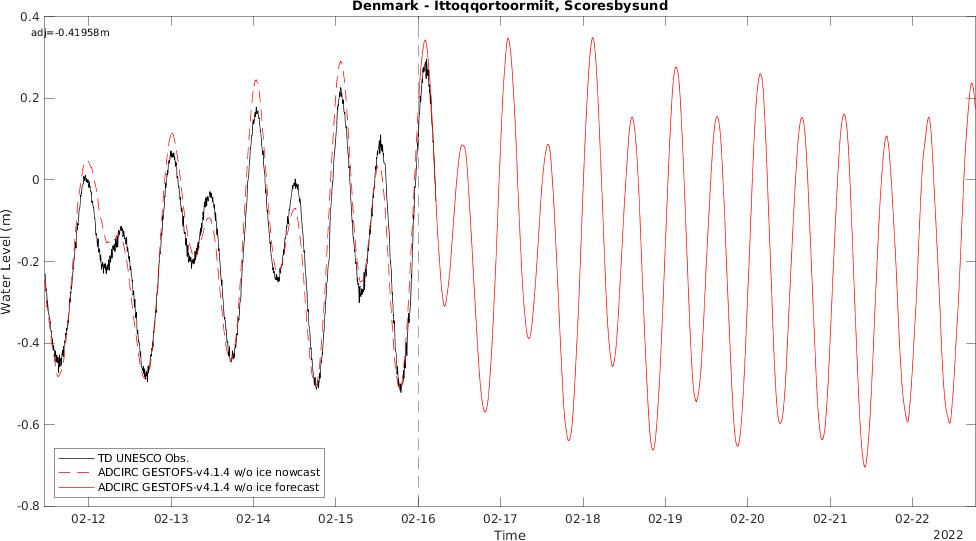 Denmark - Ittoqqortoormiit, Scoresbysund
adj=-0.41958m
0.4
0.2
0
-0.2
-0.4
-0.6
-0.8
Water Level (m)
TD UNESCO Obs.
ADCIRC GESTOFS-v4.1.4 w/o ice nowcast
ADCIRC GESTOFS-v4.1.4 w/o ice forecast
02-12 02-13 02-14 02-15 02-16 02-17 02-18 02-19 02-20 02-21 02-22
Time
2022